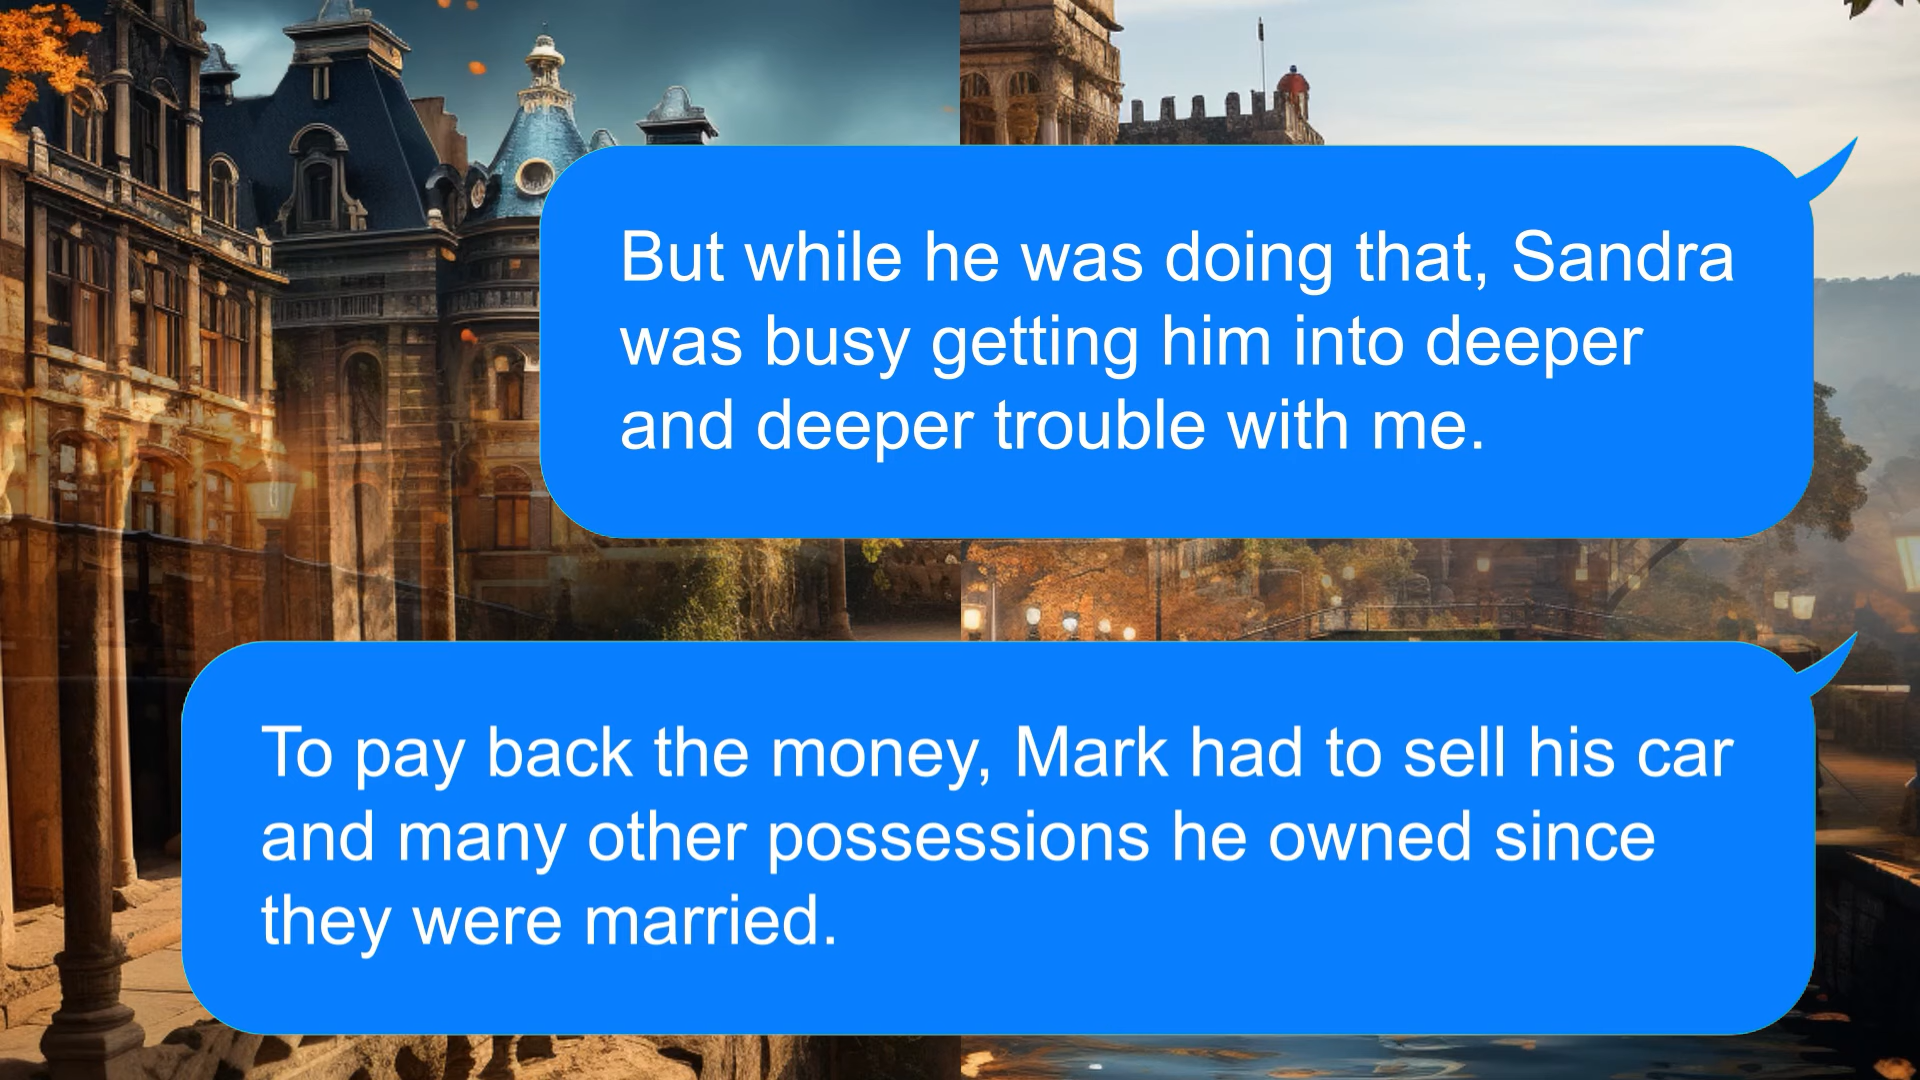 But while he was doing that, Sandra
was busy getting him into deeper
and deeper trouble with me.
To pay back the money, Mark had to sell his car
and many other possessions he owned since
they were married.